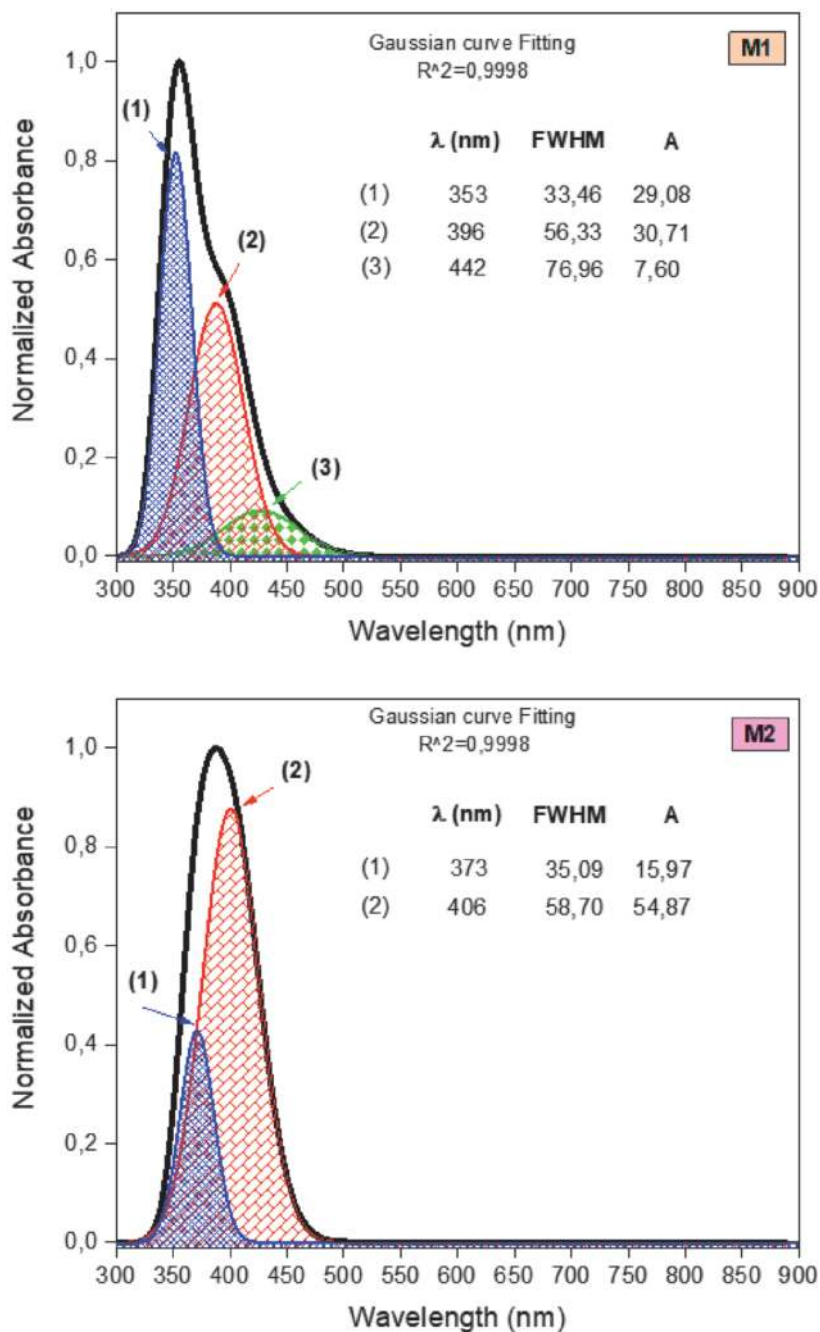 Gaussian curve Fitting
R^2=0,9998
M1
λ (nm) FWHM A
(1) 353 33,46 29,08
(2) 396 56,33 30,71
(3) 442 76,96 7,60
(1)
(2)
(3)
Normalized Absorbance
1,0
0,8
0,6
0,4
0,2
0,0
300 350 400 450 500 550 600 650 700 750 800 850 900
Wavelength (nm)
Gaussian curve Fitting
R^2=0,9998
M2
λ (nm) FWHM A
(1) 373 35,09 15,97
(2) 406 58,70 54,87
(2)
(1)
Normalized Absorbance
1,0
0,8
0,6
0,4
0,2
0,0
300 350 400 450 500 550 600 650 700 750 800 850 900
Wavelength (nm)